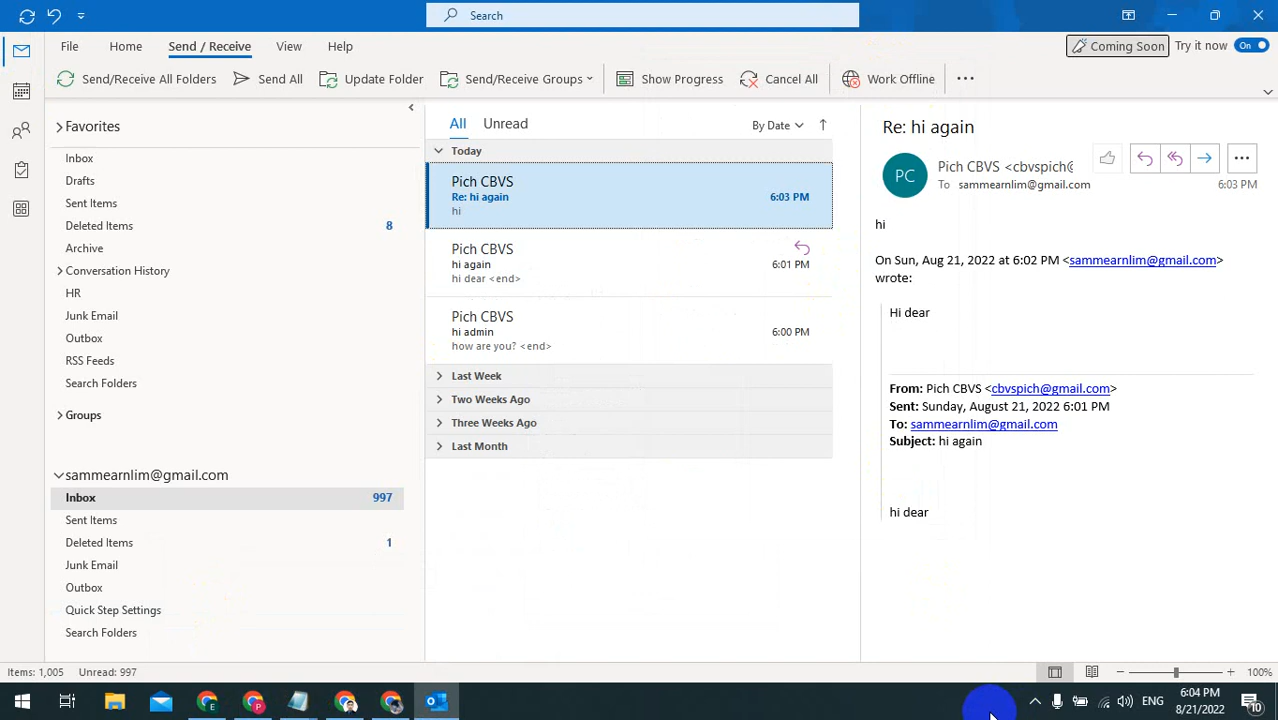 Search
File Home Send / Receive View Help Coming Soon Try it now On
Send/Receive All Folders Send All Update Folder Send/Receive Groups Show Progress Cancel All Work Offline
Favorites
Inbox
Drafts
Sent Items
Deleted Items 8
Archive
Conversation History
HR
Junk Email
Outbox
RSS Feeds
Search Folders
Groups
sammearnlim@gmail.com
Inbox 997
Sent Items
Deleted Items 1
Junk Email
Outbox
Quick Step Settings
Search Folders
All Unread By Date
Today
Pich CBVS
Re: hi again 6:03 PM
hi
Pich CBVS
hi again 6:01 PM
hi dear <end>
Pich CBVS
hi admin 6:00 PM
how are you? <end>
Last Week
Two Weeks Ago
Three Weeks Ago
Last Month
Re: hi again
PC
Pich CBVS <cbvspich@
To sammearnlim@gmail.com 6:03 PM
hi
On Sun, Aug 21, 2022 at 6:02 PM <sammearnlim@gmail.com>
wrote:
Hi dear
From: Pich CBVS <cbvspich@gmail.com>
Sent: Sunday, August 21, 2022 6:01 PM
To: sammearnlim@gmail.com
Subject: hi again
hi dear
Items: 1,005 Unread: 997 100%
E P ENG 6:04 PM
8/21/2022 10